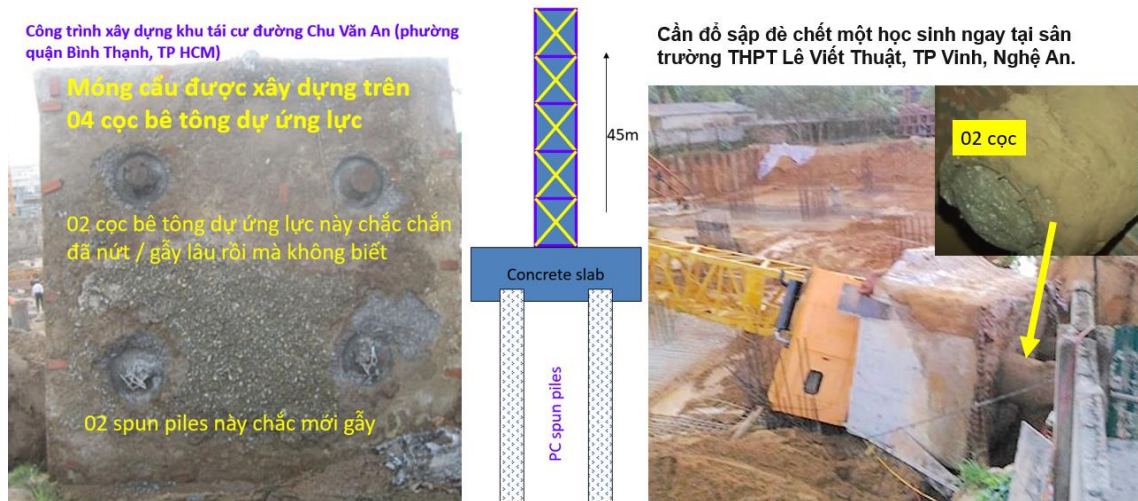 Công trình xây dựng khu tái cư đường Chu Văn An (phường
quận Bình Thạnh, TP HCM)
Móng cẩu được xây dựng trên
04 cọc bê tông dự ứng lực
02 cọc bê tông dự ứng lực này chắc chắn
đã nứt / gẫy lâu rồi mà không biết
02 spun piles này chắc mới gẫy
45m
Concrete slab
PC spun piles
Cần đổ sập đè chết một học sinh ngay tại sân
trường THPT Lê Viết Thuật, TP Vinh, Nghệ An.
02 cọc